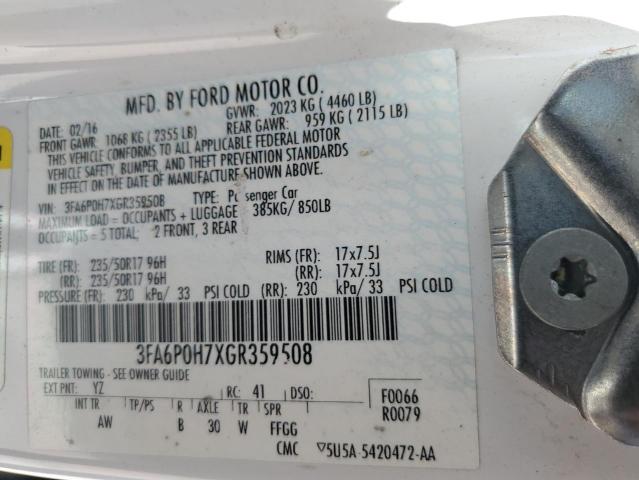 MFD. BY FORD MOTOR CO.
DATE: 02/16 GVWR: 2023 KG ( 4460 LB)
FRONT GAWR: 1068 KG ( 2355 LB) REAR GAWR: 959 KG ( 2115 LB)
THIS VEHICLE CONFORMS TO ALL APPLICABLE FEDERAL MOTOR
VEHICLE SAFETY, BUMPER, AND THEFT PREVENTION STANDARDS
IN EFFECT ON THE DATE OF MANUFACTURE SHOWN ABOVE.
VIN: 3FA6P0H7XGR359508 TYPE: Passenger Car
MAXIMUM LOAD = OCCUPANTS + LUGGAGE 385KG/ 850LB
OCCUPANTS = 5 TOTAL; 2 FRONT, 3 REAR
TIRE (FR): 235/50R17 96H RIMS (FR): 17x7.5J
(RR): 235/50R17 96H (RR): 17x7.5J
PRESSURE (FR): 230 kPa/ 33 PSI COLD (RR): 230 kPa/ 33 PSI COLD
3FA6P0H7XGR359508
TRAILER TOWING - SEE OWNER GUIDE
EXT PNT: YZ RC: 41 DSO: F0066
R0079
INT TR TP/PS R AXLE TR SPR
AW B 30 W FFGG
CMC ▽5U5A-5420472-AA